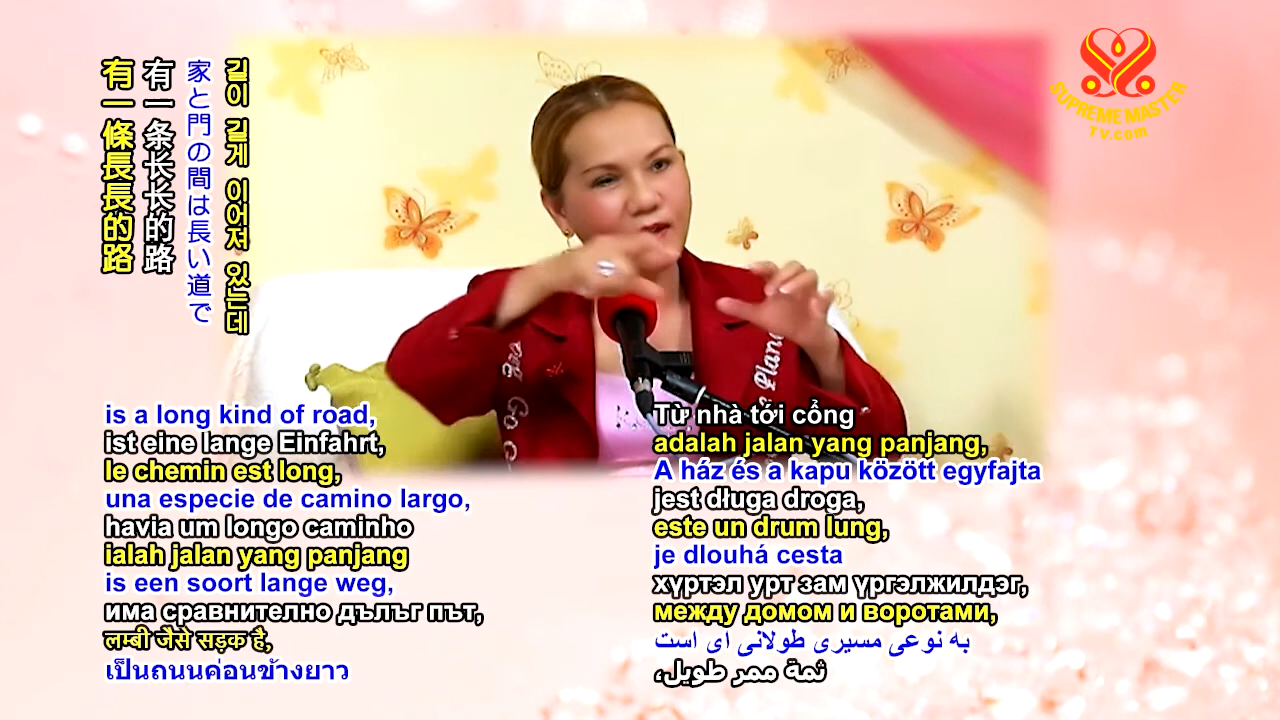 有一條長長的路
有一条长长的路
家と門の間は長い道で
길이 길게 이어져 있는데
SUPREME MASTER
TV.com
Plan
Go
is a long kind of road,
ist eine lange Einfahrt,
le chemin est long,
una especie de camino largo,
havia um longo caminho
ialah jalan yang panjang
is een soort lange weg,
има сравнително дълъг път,
लम्बी जैसे सड़क है,
เป็นถนนค่อนข้างยาว
Từ nhà tới cổng
adalah jalan yang panjang,
A ház és a kapu között egyfajta
jest długa droga,
este un drum lung,
je dlouhá cesta
хүртэл урт зам үргэлжилдэг,
между домом и воротами,
به نوعی مسیری طولانی ای است
ثمة ممر طويل،